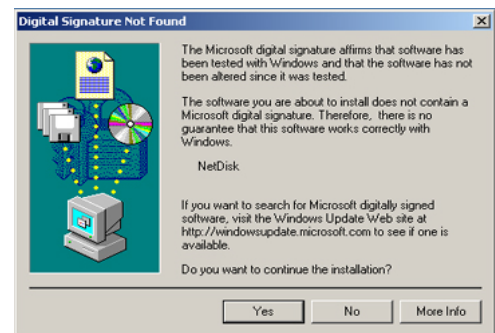 Digital Signature Not Found
The Microsoft digital signature affirms that software has
been tested with Windows and that the software has not
been altered since it was tested.
The software you are about to install does not contain a
Microsoft digital signature. Therefore, there is no
guarantee that this software works correctly with
Windows.
NetDisk
If you want to search for Microsoft digitally signed
software, visit the Windows Update Web site at
http://windowsupdate.microsoft.com to see if one is
available.
Do you want to continue the installation?
Yes
No
More Info